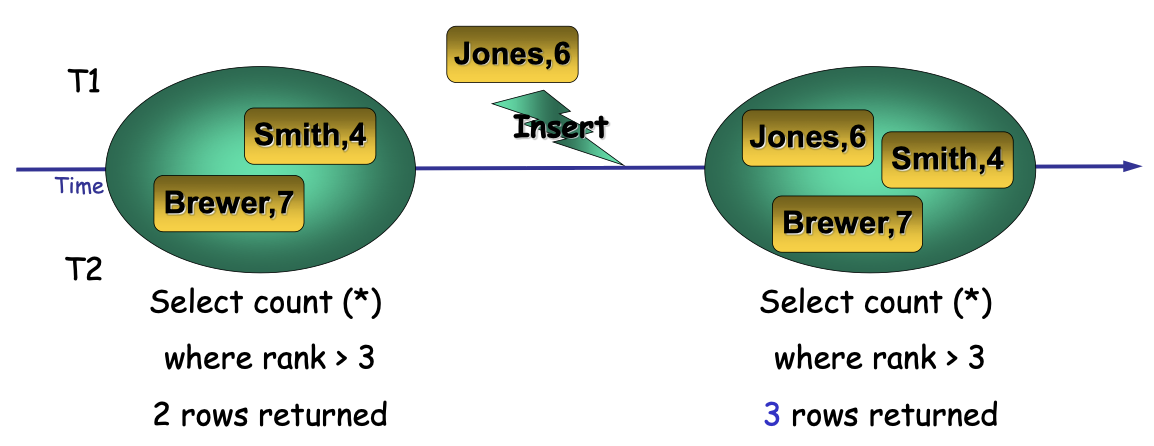 T1
Jones,6
Insert
Smith,4
Brewer,7
Jones,6
Smith,4
Brewer,7
Time
T2
Select count (*)
where rank > 3
2 rows returned
Select count (*)
where rank > 3
3 rows returned